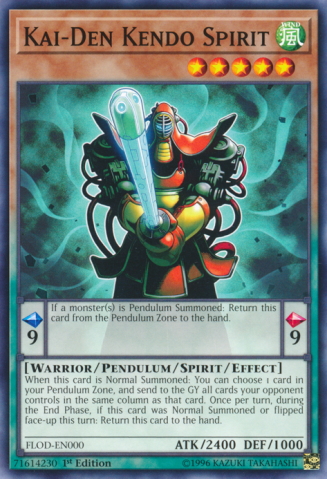 Kai-Den Kendo Spirit
WIND
風
If a monster(s) is Pendulum Summoned: Return this
card from the Pendulum Zone to the hand.
9
9
[Warrior/Pendulum/Spirit/Effect]
When this card is Normal Summoned: You can choose 1 card in
your Pendulum Zone, and send to the GY all cards your opponent
controls in the same column as that card. Once per turn, during
the End Phase, if this card was Normal Summoned or flipped
face-up this turn: Return this card to the hand.
FLOD-EN000
ATK/2400 DEF/1000
71614230 1st Edition
©1996 KAZUKI TAKAHASHI